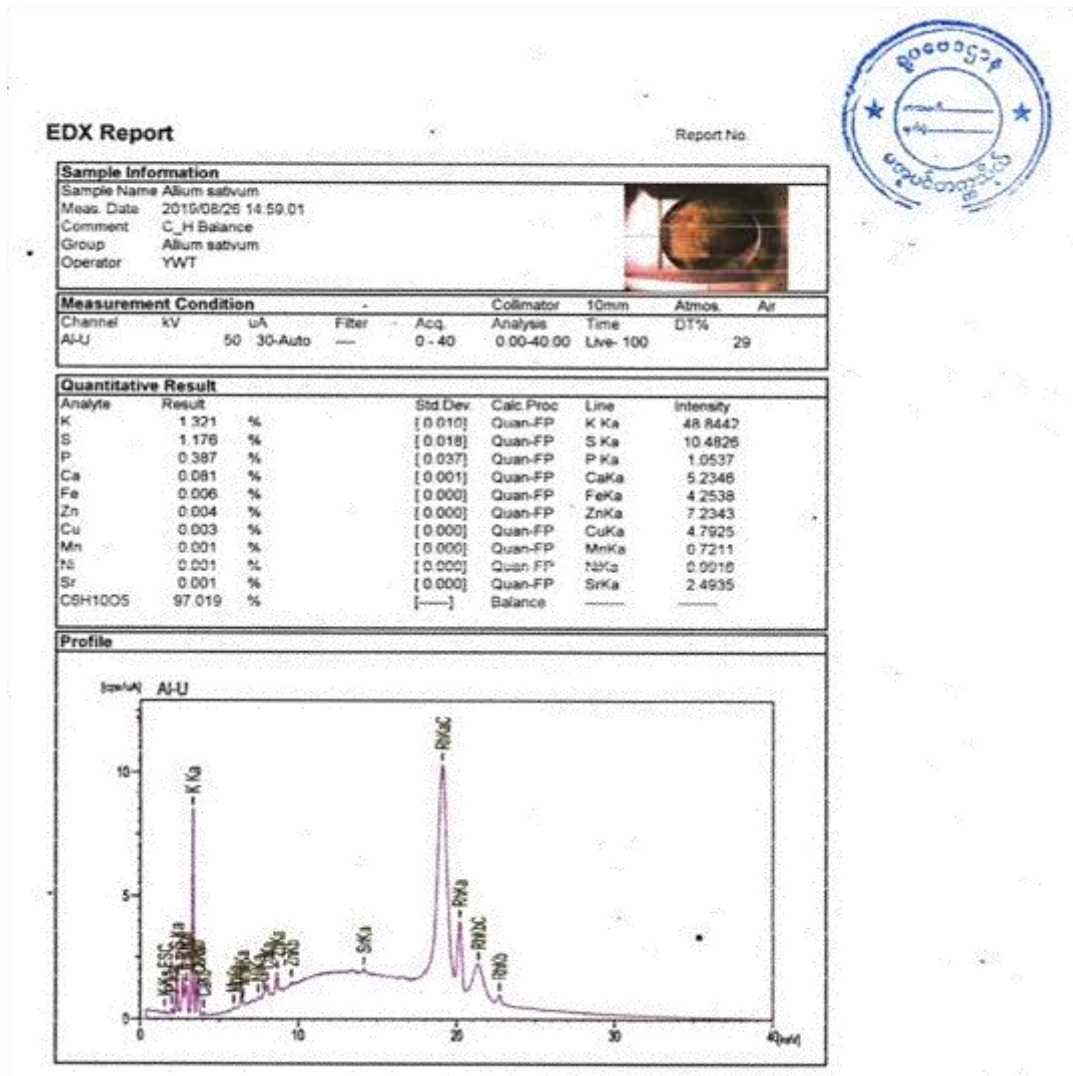 EDX Report
Report No.
Sample Information
Sample Name Allium sativum
Meas. Date 2019/08/26 14:59:01
Comment C_H Balance
Group Allium sativum
Operator YWT
Measurement Condition Collimator 10mm Atmos. Air
Channel kV uA Filter Acq. Analysis Time DT%
Al-U 50 30-Auto ---- 0 - 40 0.00-40.00 Live- 100 29
Quantitative Result
Analyte Result Std.Dev. Calc.Proc Line Intensity
K 1.321 % [ 0.010] Quan-FP K Ka 48.8442
S 1.176 % [ 0.018] Quan-FP S Ka 10.4826
P 0.387 % [ 0.037] Quan-FP P Ka 1.0537
Ca 0.081 % [ 0.001] Quan-FP CaKa 5.2346
Fe 0.006 % [ 0.000] Quan-FP FeKa 4.2538
Zn 0.004 % [ 0.000] Quan-FP ZnKa 7.2343
Cu 0.003 % [ 0.000] Quan-FP CuKa 4.7925
Mn 0.001 % [ 0.000] Quan-FP MnKa 0.7211
Ni 0.001 % [ 0.000] Quan-FP NiKa
Sr 0.001 % [ 0.000] Quan-FP SrKa 2.4935
C6H10O5 97.019 % [-----] Balance -------- --------
Profile
[cps/uA] Al-U
10
5
0
K Ka
SrKa
RhKaC
RhKa
RhKbC
RhKb
ZnKb
0 10 20 30 40 [keV]